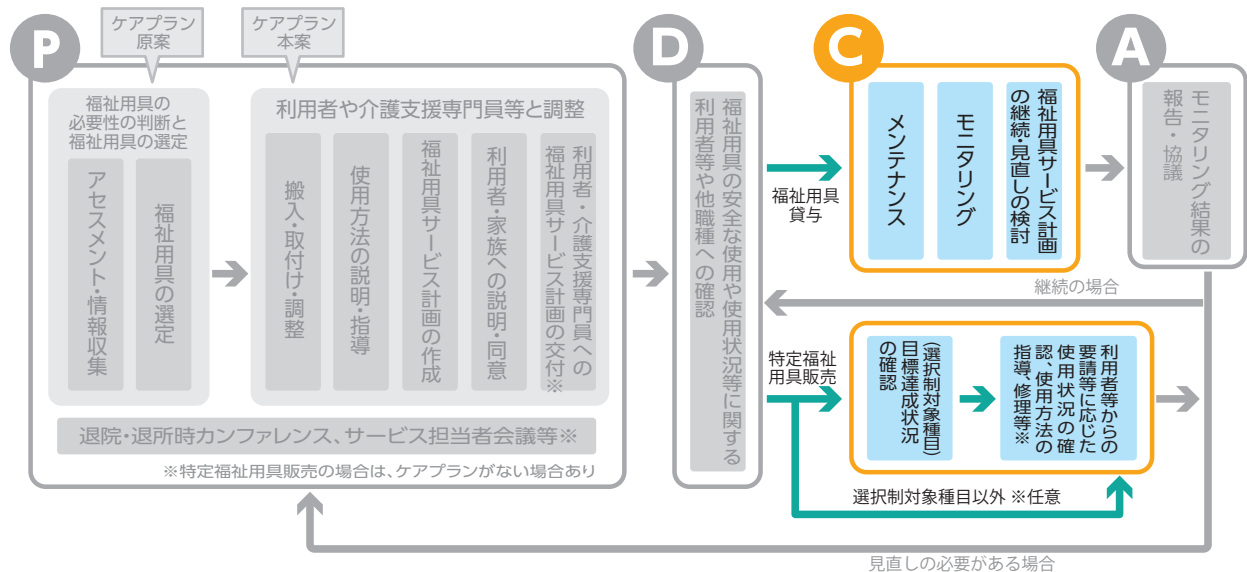 P
ケアプラン
原案
ケアプラン
本案
福祉用具の
必要性の判断と
福祉用具の選定
アセスメント・情報収集
福祉用具の選定
利用者や介護支援専門員等と調整
搬入・取付け・調整
使用方法の説明・指導
福祉用具サービス計画の作成
利用者・家族への説明・同意
利用者・介護支援専門員への
福祉用具サービス計画の交付※
退院・退所時カンファレンス、サービス担当者会議等※
※特定福祉用具販売の場合は、ケアプランがない場合あり
D
福祉用具の安全な使用や使用状況等に関する
利用者等や他職種への確認
福祉用具
貸与
C
メンテナンス
モニタリング
福祉用具サービス計画
の継続・見直しの検討
A
モニタリング結果の
報告・協議
継続の場合
特定福祉
用具販売
(選択制対象種目)
目標達成状況
の確認
利用者等からの
要請等に応じた
使用状況の確
認、使用方法の
指導、修理等※
選択制対象種目以外 ※任意
見直しの必要がある場合